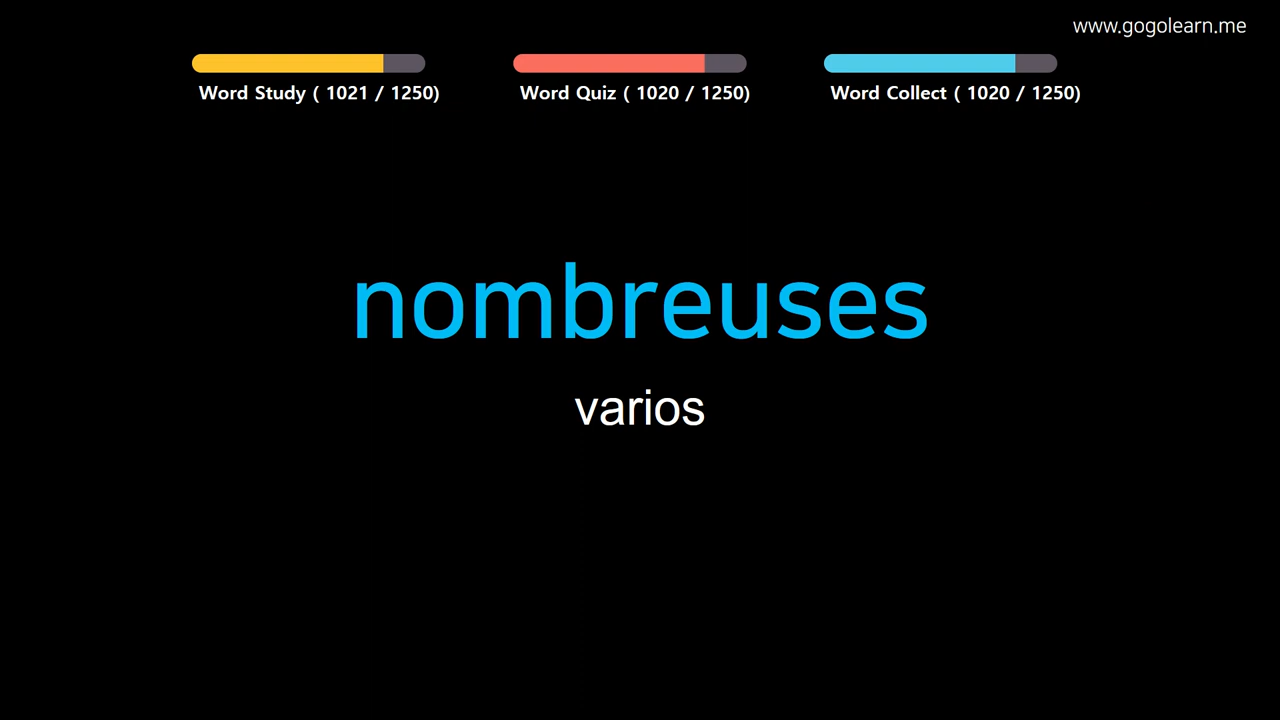 www.gogolearn.me
Word Study ( 1021 / 1250)
Word Quiz ( 1020 / 1250)
Word Collect ( 1020 / 1250)
nombreuses
varios